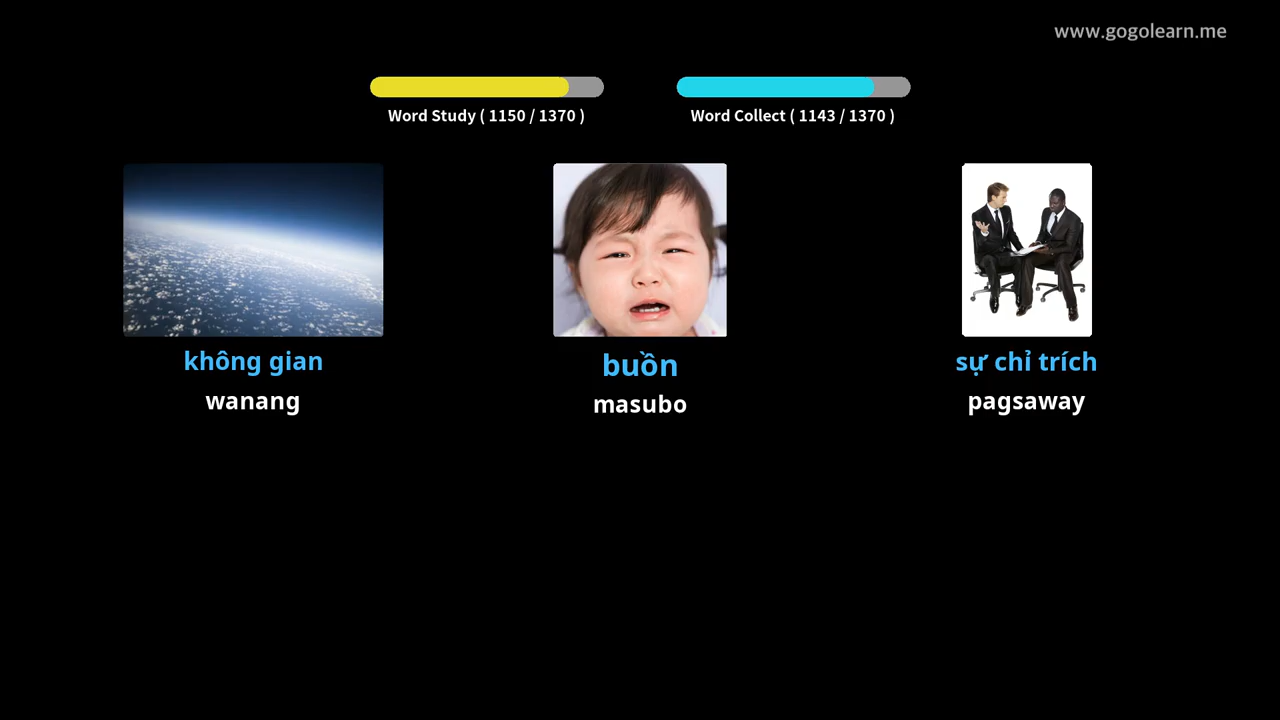 www.gogolearn.me
Word Study ( 1150 / 1370 )
Word Collect ( 1143 / 1370 )
không gian
wanang
buồn
masubo
sự chỉ trích
pagsaway